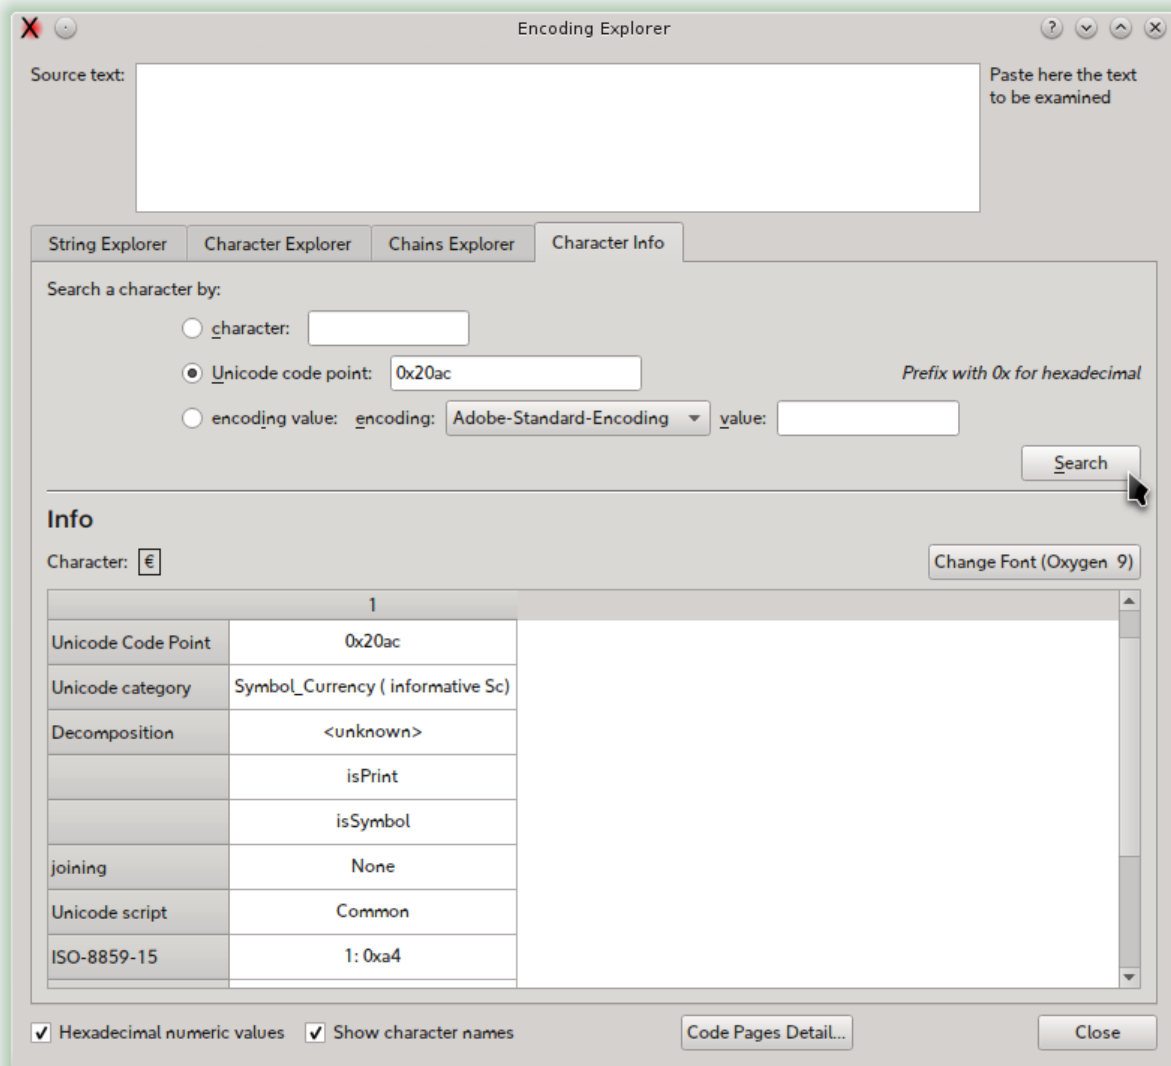 Encoding Explorer
Source text:
Paste here the text
to be examined
String Explorer
Character Explorer
Chains Explorer
Character Info
Search a character by:
character:
Unicode code point:
0x20ac
Prefix with 0x for hexadecimal
encoding value:
encoding:
Adobe-Standard-Encoding
value:
Search
Info
Character:
€
Change Font (Oxygen 9)
1
Unicode Code Point
0x20ac
Unicode category
Symbol_Currency ( informative Sc)
Decomposition
<unknown>
isPrint
isSymbol
joining
None
Unicode script
Common
ISO-8859-15
1: 0xa4
Hexadecimal numeric values
Show character names
Code Pages Detail...
Close